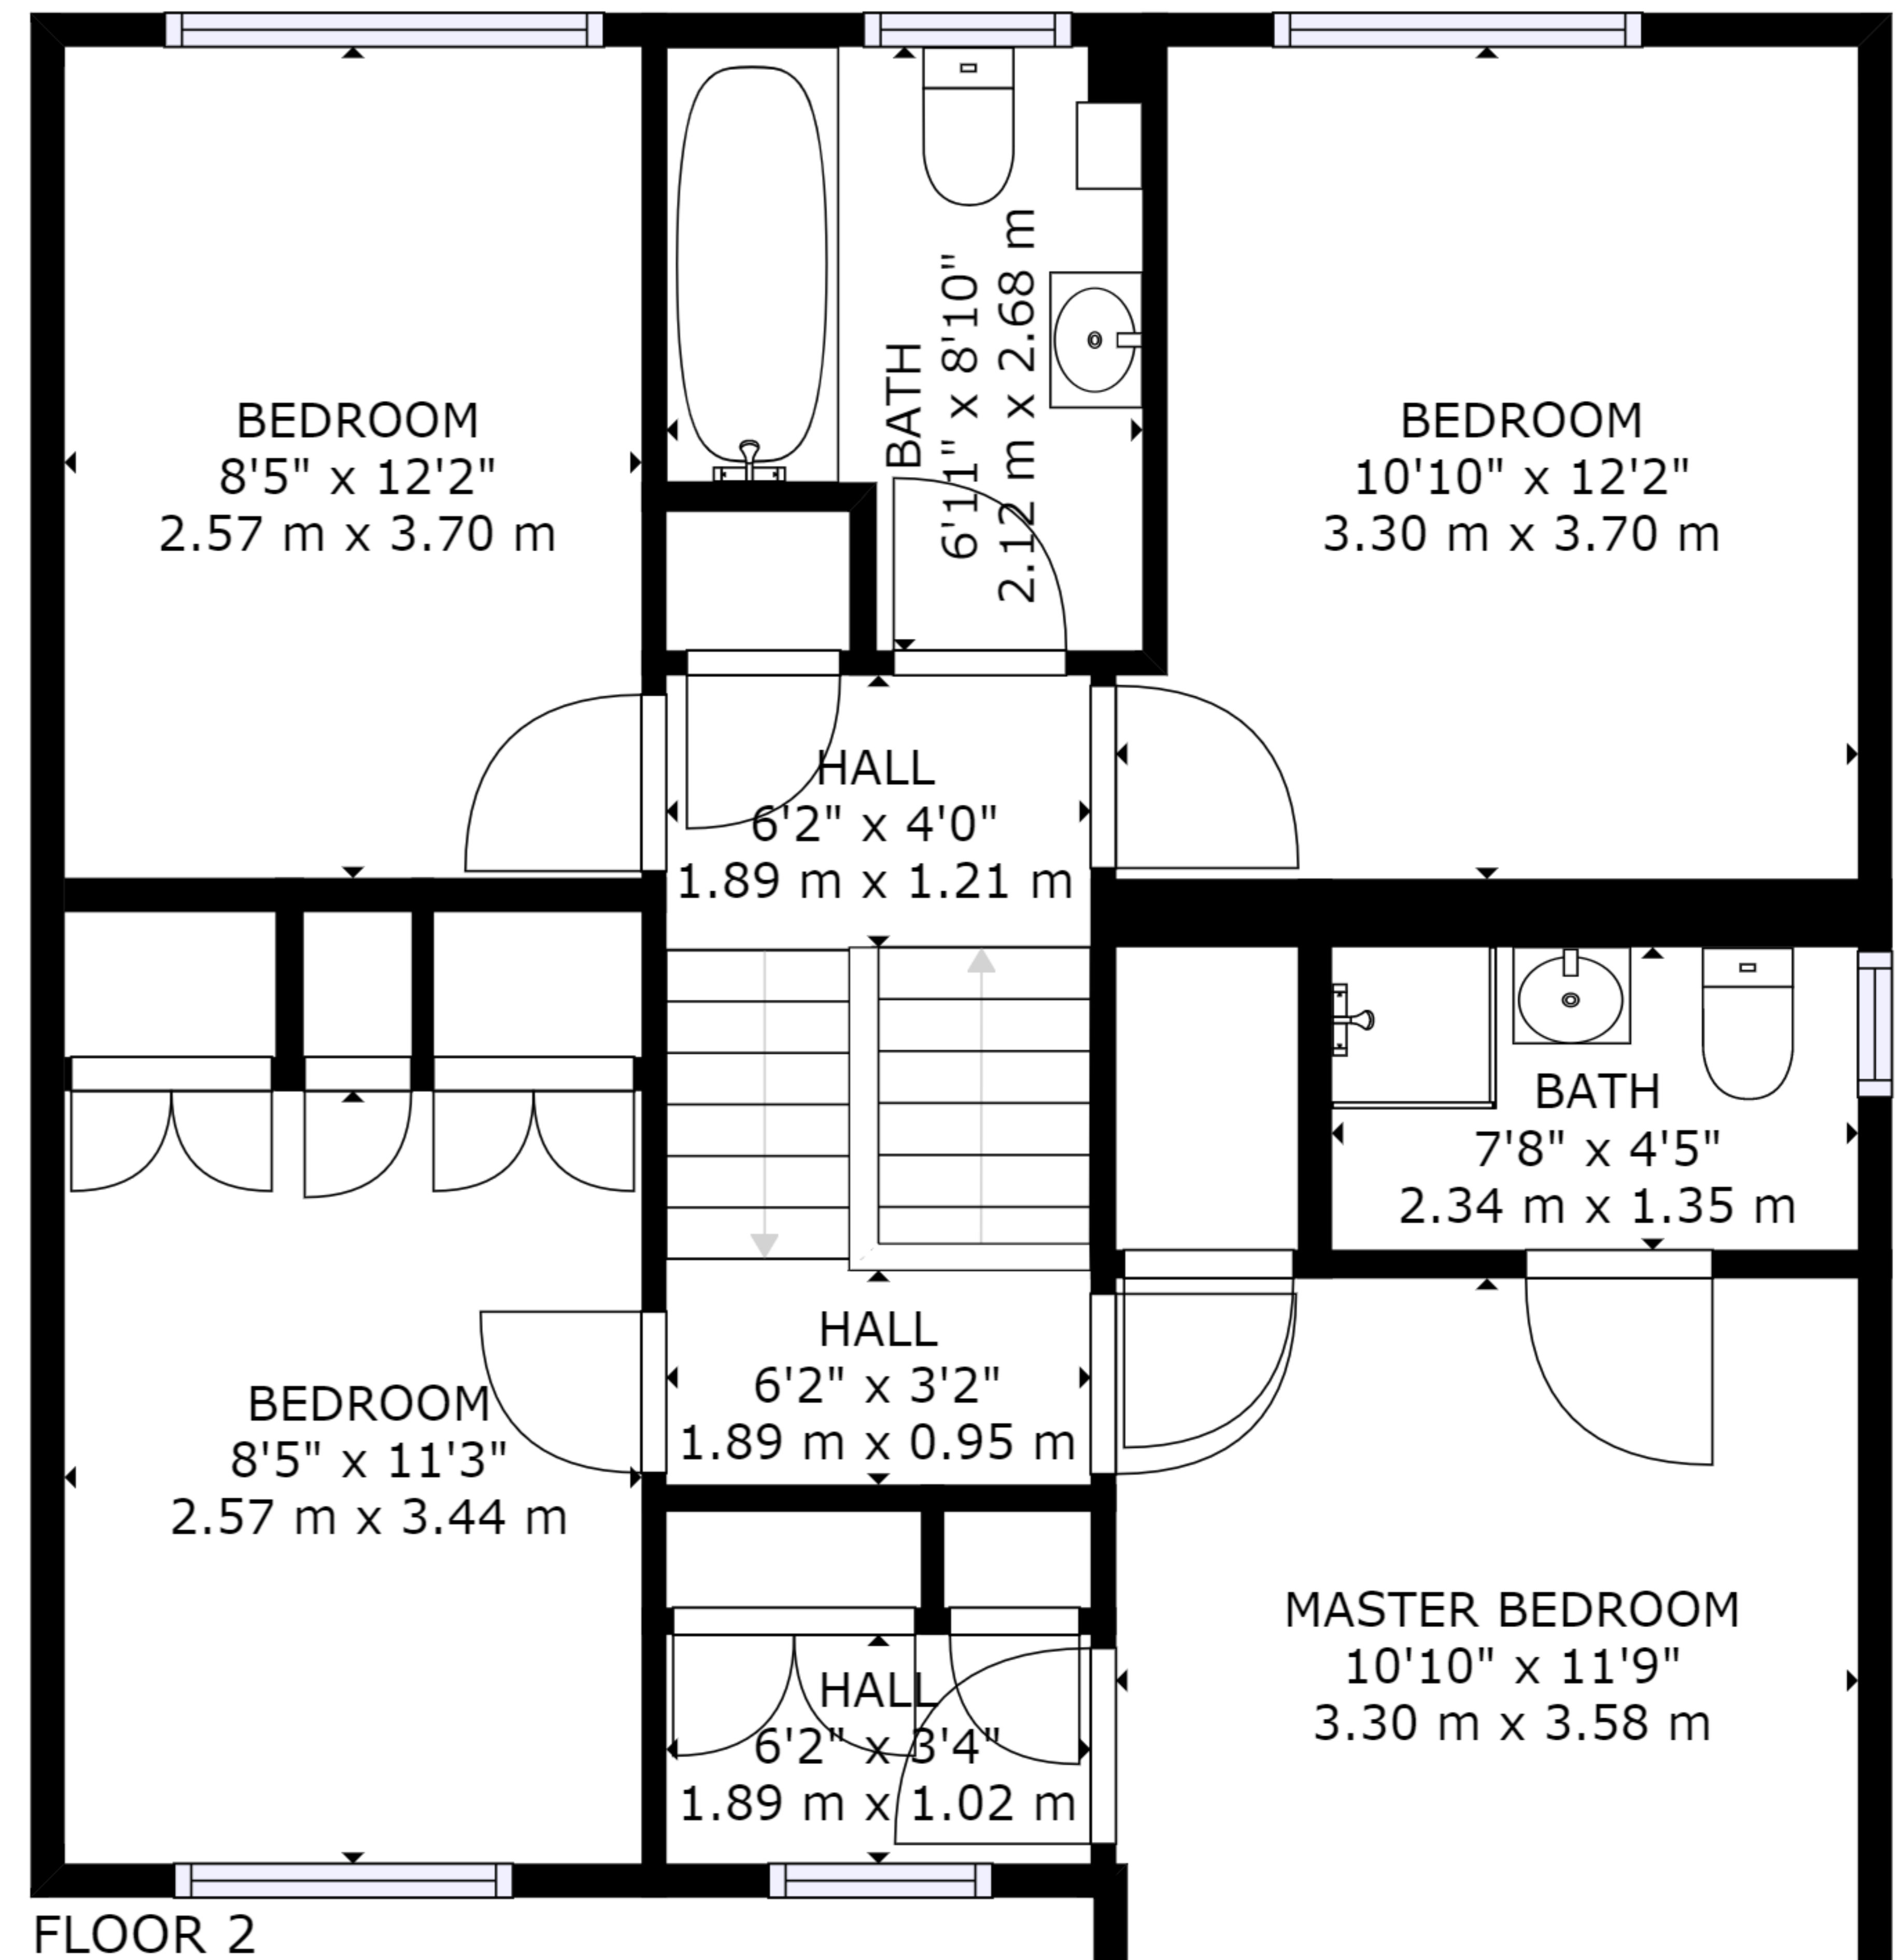 BEDROOM
8'5" x 12'2"
2.57 m x 3.70 m
BATH
6'11" x 8'10"
2.12 m x 2.68 m
BEDROOM
10'10" x 12'2"
3.30 m x 3.70 m
HALL
6'2" x 4'0"
1.89 m x 1.21 m
BATH
7'8" x 4'5"
2.34 m x 1.35 m
HALL
6'2" x 3'2"
1.89 m x 0.95 m
BEDROOM
8'5" x 11'3"
2.57 m x 3.44 m
MASTER BEDROOM
10'10" x 11'9"
3.30 m x 3.58 m
HALL
6'2" x 3'4"
1.89 m x 1.02 m
FLOOR 2